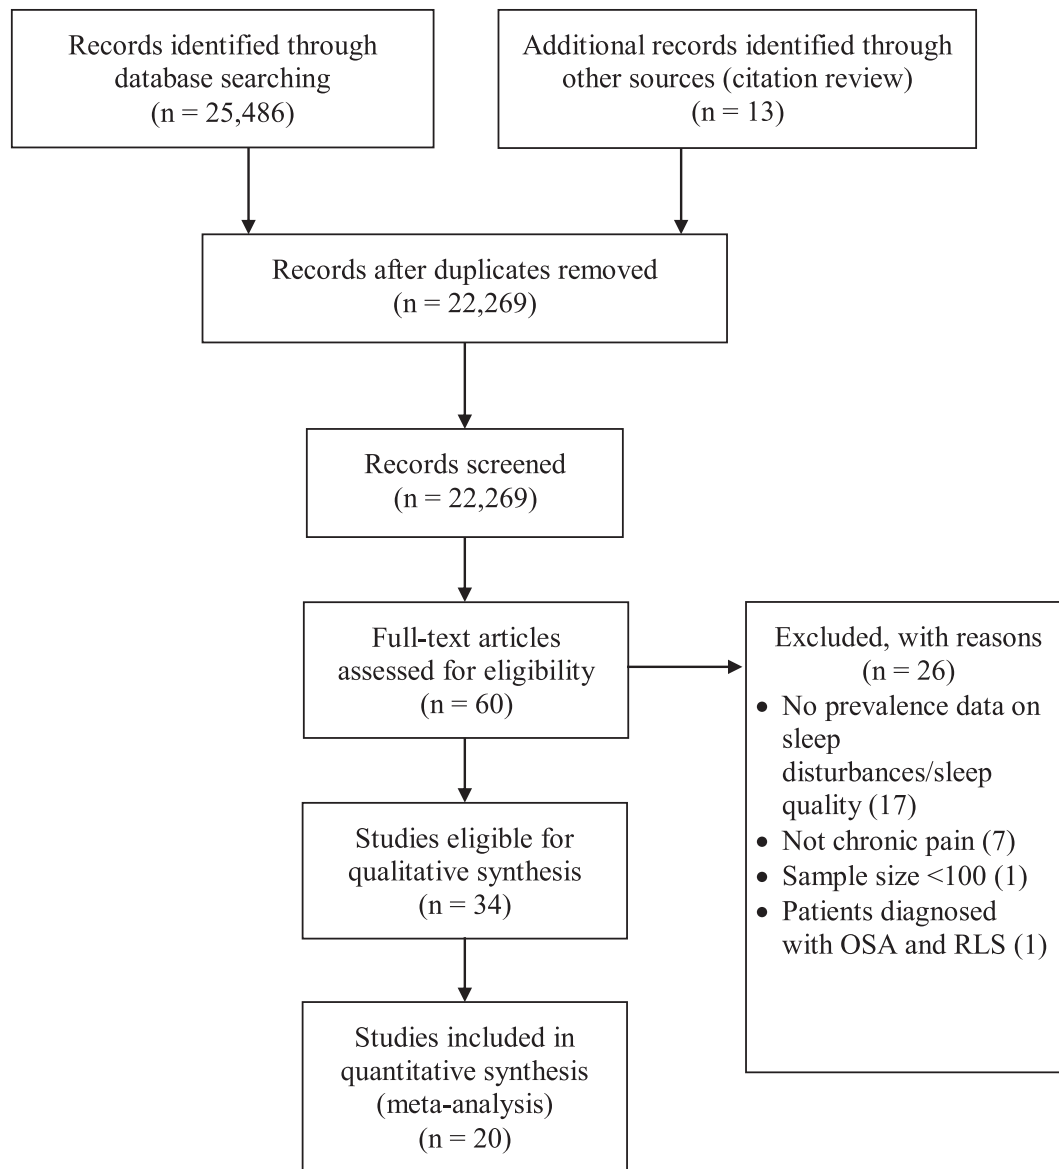 Records identified through
database searching
(n = 25,486)
Additional records identified through
other sources (citation review)
(n = 13)
Records after duplicates removed
(n = 22,269)
Records screened
(n = 22,269)
Full-text articles
assessed for eligibility
(n = 60)
Excluded, with reasons
(n = 26)
• No prevalence data on
sleep
disturbances/sleep
quality (17)
• Not chronic pain (7)
• Sample size <100 (1)
• Patients diagnosed
with OSA and RLS (1)
Studies eligible for
qualitative synthesis
(n = 34)
Studies included in
quantitative synthesis
(meta-analysis)
(n = 20)